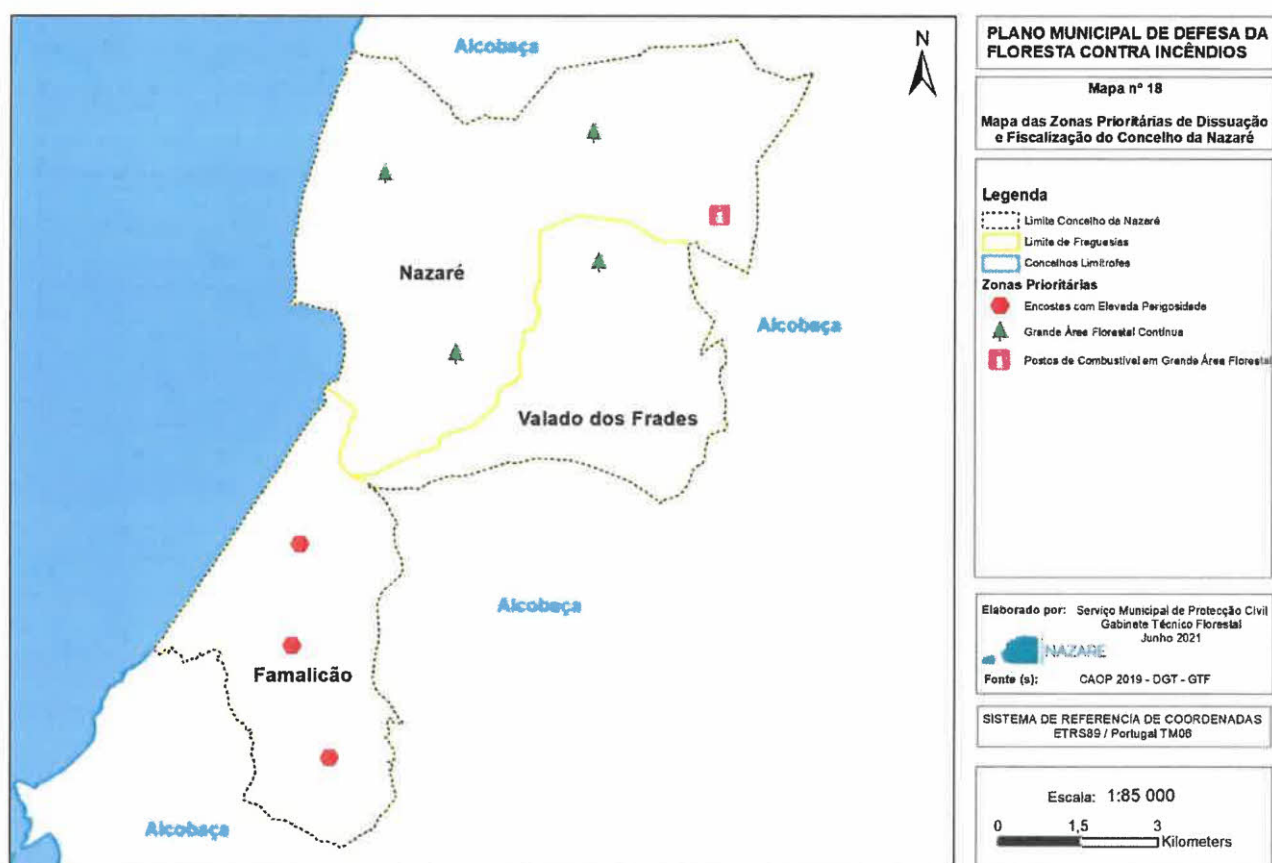 Alcobaça
N
Nazaré
Alcobaça
Valado dos Frades
Alcobaça
Famalicão
Alcobaça
PLANO MUNICIPAL DE DEFESA DA
FLORESTA CONTRA INCÊNDIOS
Mapa nº 18
Mapa das Zonas Prioritárias de Dissuação
e Fiscalização do Concelho da Nazaré
Legenda
Limite Concelho da Nazaré
Limite de Freguesias
Concelhos Limítrofes
Zonas Prioritárias
Encostas com Elevada Perigosidade
Grande Área Florestal Contínua
Postos de Combustível em Grande Área Florestal
Elaborado por: Serviço Municipal de Protecção Civil
Gabinete Técnico Florestal
Junho 2021
NAZARÉ
Fonte (s): CAOP 2019 - DGT - GTF
SISTEMA DE REFERENCIA DE COORDENADAS
ETRS89 / Portugal TM06
Escala: 1:85 000
0 1,5 3
Kilometers